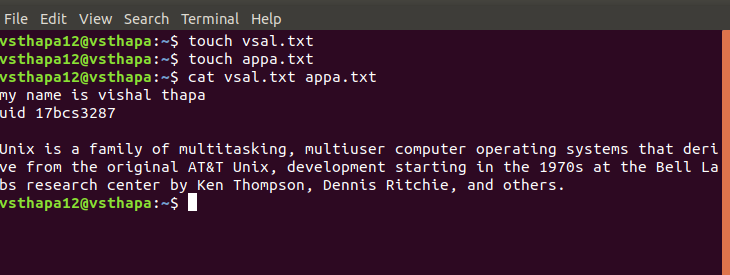 File Edit View Search Terminal Help
vsthapa12@vsthapa:~$ touch vsal.txt
vsthapa12@vsthapa:~$ touch appa.txt
vsthapa12@vsthapa:~$ cat vsal.txt appa.txt
my name is vishal thapa
uid 17bcs3287
Unix is a family of multitasking, multiuser computer operating systems that deri
ve from the original AT&T Unix, development starting in the 1970s at the Bell La
bs research center by Ken Thompson, Dennis Ritchie, and others.
vsthapa12@vsthapa:~$